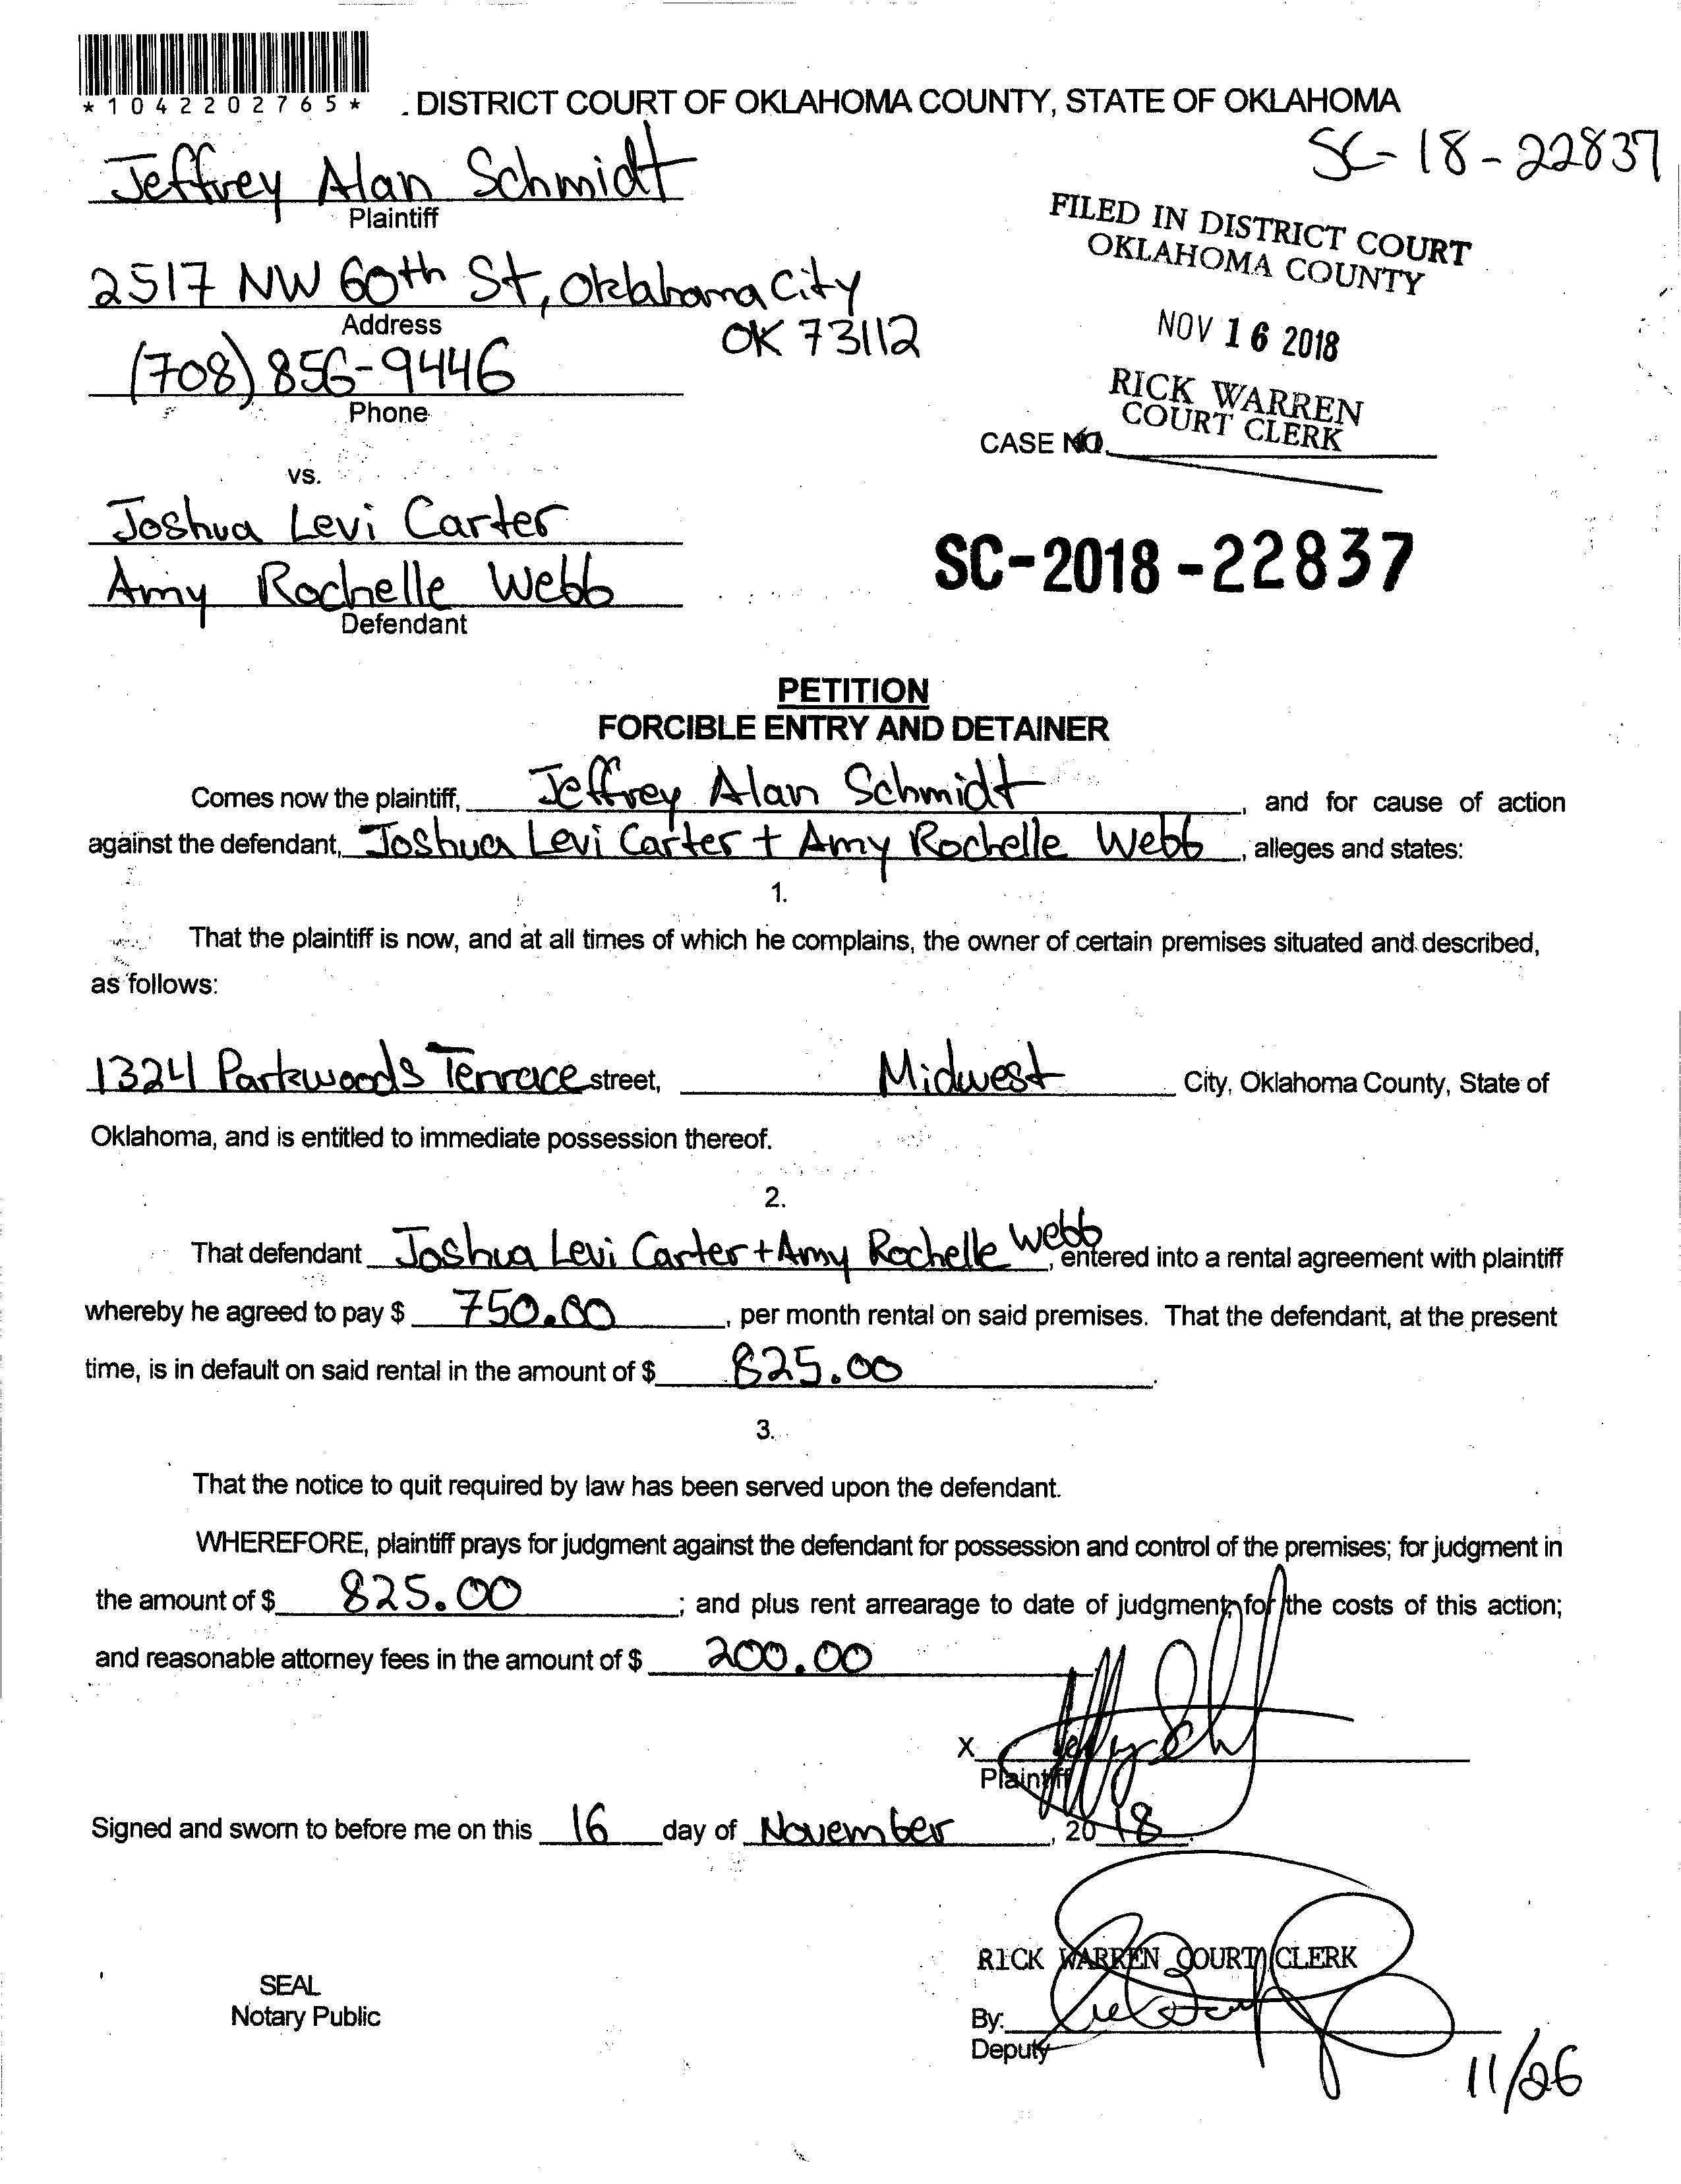 *1042202765*
DISTRICT COURT OF OKLAHOMA COUNTY, STATE OF OKLAHOMA
SC-18-22837
Jeffrey Alan Schmidt
Plaintiff
FILED IN DISTRICT COURT
OKLAHOMA COUNTY
2517 NW 60th St, Oklahoma City
Address
OK 73112
NOV 16 2018
(708) 856-9446
Phone
RICK WARREN
COURT CLERK
CASE NO.
vs.
Joshua Levi Carter
Amy Rochelle Webb
Defendant
SC-2018-22837
PETITION
FORCIBLE ENTRY AND DETAINER
Comes now the plaintiff, Jeffrey Alan Schmidt, and for cause of action
against the defendant, Joshua Levi Carter + Amy Rochelle Webb, alleges and states:
1.
That the plaintiff is now, and at all times of which he complains, the owner of certain premises situated and described,
as follows:
1324 Parkwoods Terrace street, Midwest City, Oklahoma County, State of
Oklahoma, and is entitled to immediate possession thereof.
2.
That defendant Joshua Levi Carter + Amy Rochelle Webb, entered into a rental agreement with plaintiff
whereby he agreed to pay $ 750.00, per month rental on said premises. That the defendant, at the present
time, is in default on said rental in the amount of $ 825.00.
3.
That the notice to quit required by law has been served upon the defendant.
WHEREFORE, plaintiff prays for judgment against the defendant for possession and control of the premises; for judgment in
the amount of $ 825.00; and plus rent arrearage to date of judgment; for the costs of this action;
and reasonable attorney fees in the amount of $ 200.00
X
Plaintiff
Signed and sworn to before me on this 16 day of November, 2018.
RICK WARREN COURT CLERK
SEAL
Notary Public
By:
Deputy
11/26